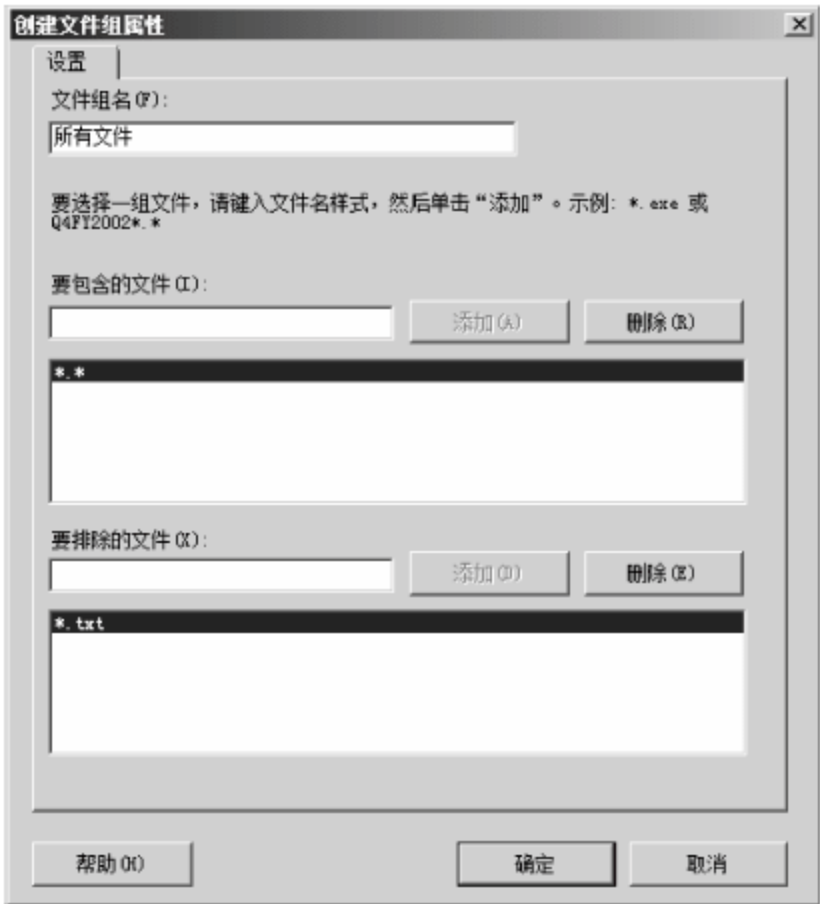 创建文件组属性
设置
文件组名(F):
所有文件
要选择一组文件，请键入文件名样式，然后单击“添加”。示例: *.exe 或
Q4FY2002*.*
要包含的文件(I):
添加(A)
删除(R)
*.*
要排除的文件(X):
添加(D)
删除(E)
*.txt
帮助(H)
确定
取消